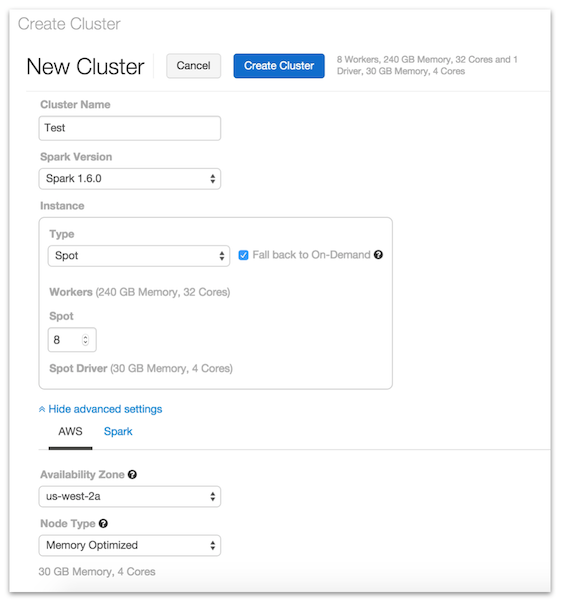 Create Cluster
New Cluster
Cancel
Create Cluster
8 Workers, 240 GB Memory, 32 Cores and 1
Driver, 30 GB Memory, 4 Cores
Cluster Name
Test
Spark Version
Spark 1.6.0
Instance
Type
Spot
Fall back to On-Demand ?
Workers (240 GB Memory, 32 Cores)
Spot
8
Spot Driver (30 GB Memory, 4 Cores)
Hide advanced settings
AWS Spark
Availability Zone ?
us-west-2a
Node Type ?
Memory Optimized
30 GB Memory, 4 Cores